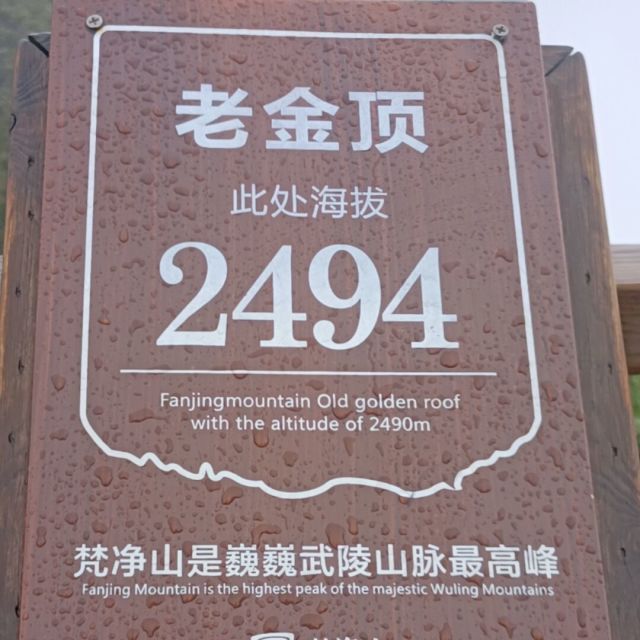 老金顶
此处海拔
2494
Fanjingmountain Old golden roof
with the altitude of 2490m
梵净山是巍巍武陵山脉最高峰
Fanjing Mountain is the highest peak of the majestic Wuling Mountains